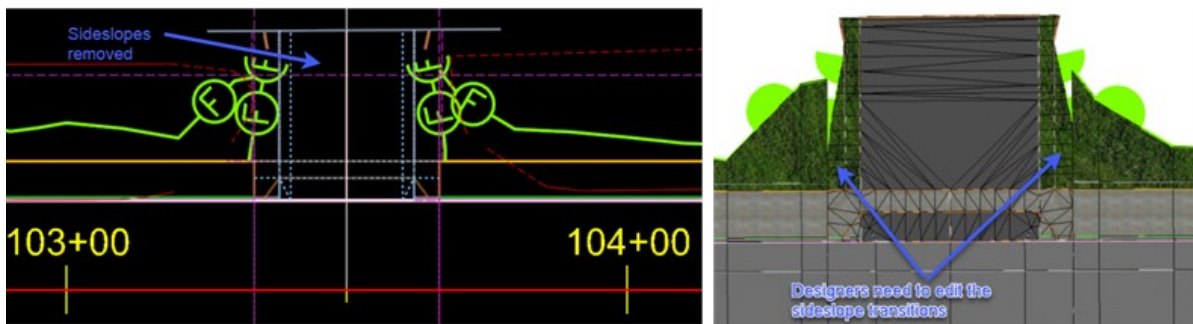 Sideslopes
removed
F
F
F
F
F
F
103+00
104+00
Designers need to edit the
sideslope transitions